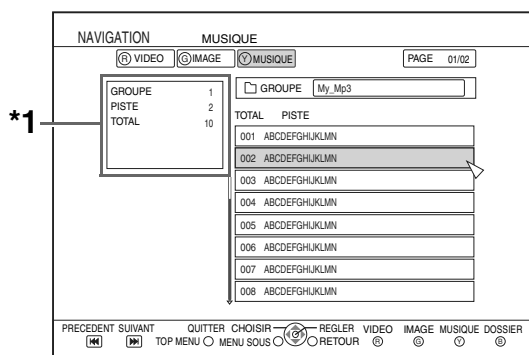 NAVIGATION MUSIQUE
R VIDEO G IMAGE Y MUSIQUE PAGE 01/02
*1
GROUPE 1
PISTE 2
TOTAL 10
GROUPE My_Mp3
TOTAL PISTE
001 ABCDEFGHIJKLMN
002 ABCDEFGHIJKLMN
003 ABCDEFGHIJKLMN
004 ABCDEFGHIJKLMN
005 ABCDEFGHIJKLMN
006 ABCDEFGHIJKLMN
007 ABCDEFGHIJKLMN
008 ABCDEFGHIJKLMN
PRECEDENT SUIVANT QUITTER CHOISIR REGLER VIDEO IMAGE MUSIQUE DOSSIER
TOP MENU MENU SOUS RETOUR R G Y B